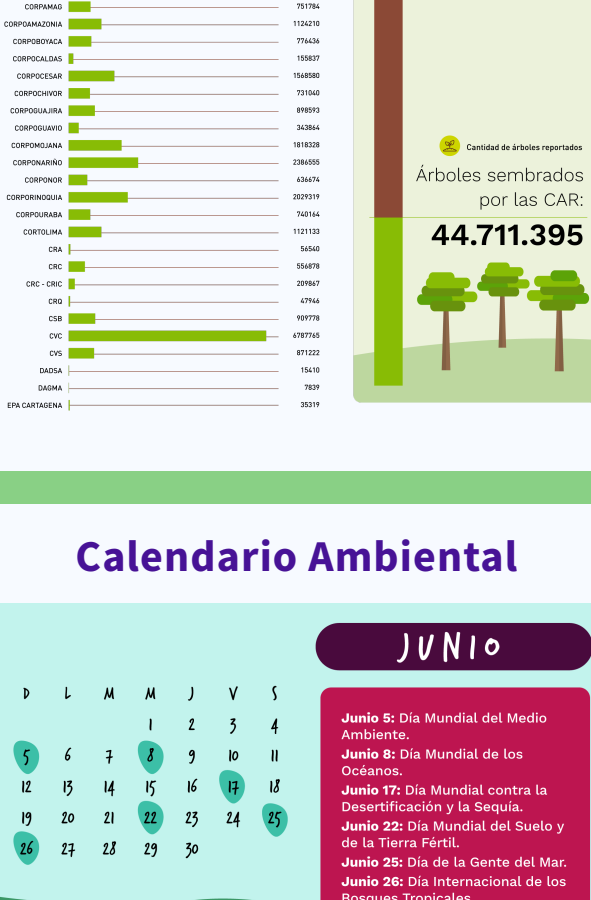 CORPAMAG 751784
CORPOAMAZONIA 1124210
CORPOBOYACA 776436
CORPOCALDAS 155837
CORPOCESAR 1568580
CORPOCHIVOR 731040
CORPOGUAJIRA 898593
CORPOGUAVIO 343864
CORPOMOJANA 1818328
CORPONARIÑO 2386555
CORPONOR 636674
CORPORINOQUIA 2029319
CORPOURABA 740164
CORTOLIMA 1121133
CRA 56540
CRC 556878
CRC - CRIC 209867
CRQ 47946
CSB 909778
CVC 6787765
CVS 871222
DADSA 15410
DAGMA 7839
EPA CARTAGENA 35319
Cantidad de árboles reportados
Árboles sembrados
por las CAR:
44.711.395
Calendario Ambiental
JUNIO
D L M M J V S
1 2 3 4
5 6 7 8 9 10 11
12 13 14 15 16 17 18
19 20 21 22 23 24 25
26 27 28 29 30
Junio 5: Día Mundial del Medio
Ambiente.
Junio 8: Día Mundial de los
Océanos.
Junio 17: Día Mundial contra la
Desertificación y la Sequía.
Junio 22: Día Mundial del Suelo y
de la Tierra Fértil.
Junio 25: Día de la Gente del Mar.
Junio 26: Día Internacional de los
Bosques Tropicales